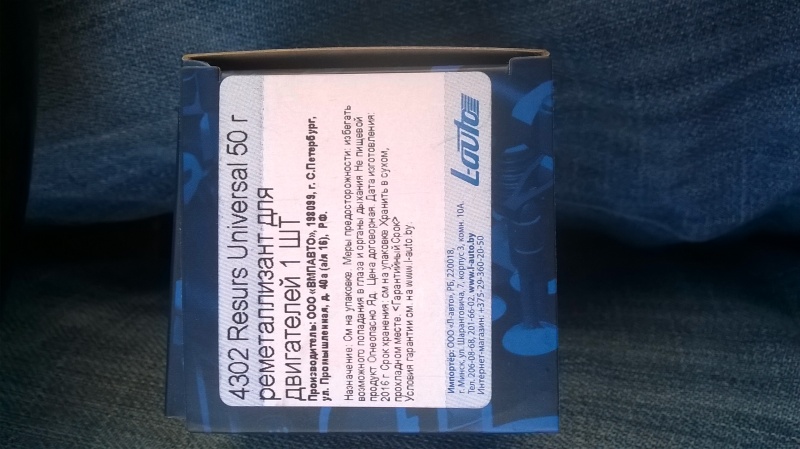 4302 Resurs Universal 50 г
реметаллизант для
двигателей 1 ШТ
Производитель: ООО «ВМПАВТО», 198099, г. С.Петербург,
ул. Промышленная, д. 40а (а/я 16), РФ.
Назначение: См на упаковке. Меры предосторожности: избегать
возможного попадания в глаза и органы дыхания Не пищевой
продукт Огнеопасно Яд. Цена договорная. Дата изготовления:
2016 г Срок хранения: см на упаковке Хранить в сухом,
прохладном месте. <Гарантийный Срок>
Условия гарантии см. на www.l-auto.by.
Импортёр: ООО «Л-авто», РБ, 220018,
г. Минск, ул. Шаранговича, 7, корпус 3, комн. 10А
Тел. 206-08-68, 201-66-02. www.l-auto.by
Интернет-магазин: +375-29-360-20-50
L-auto